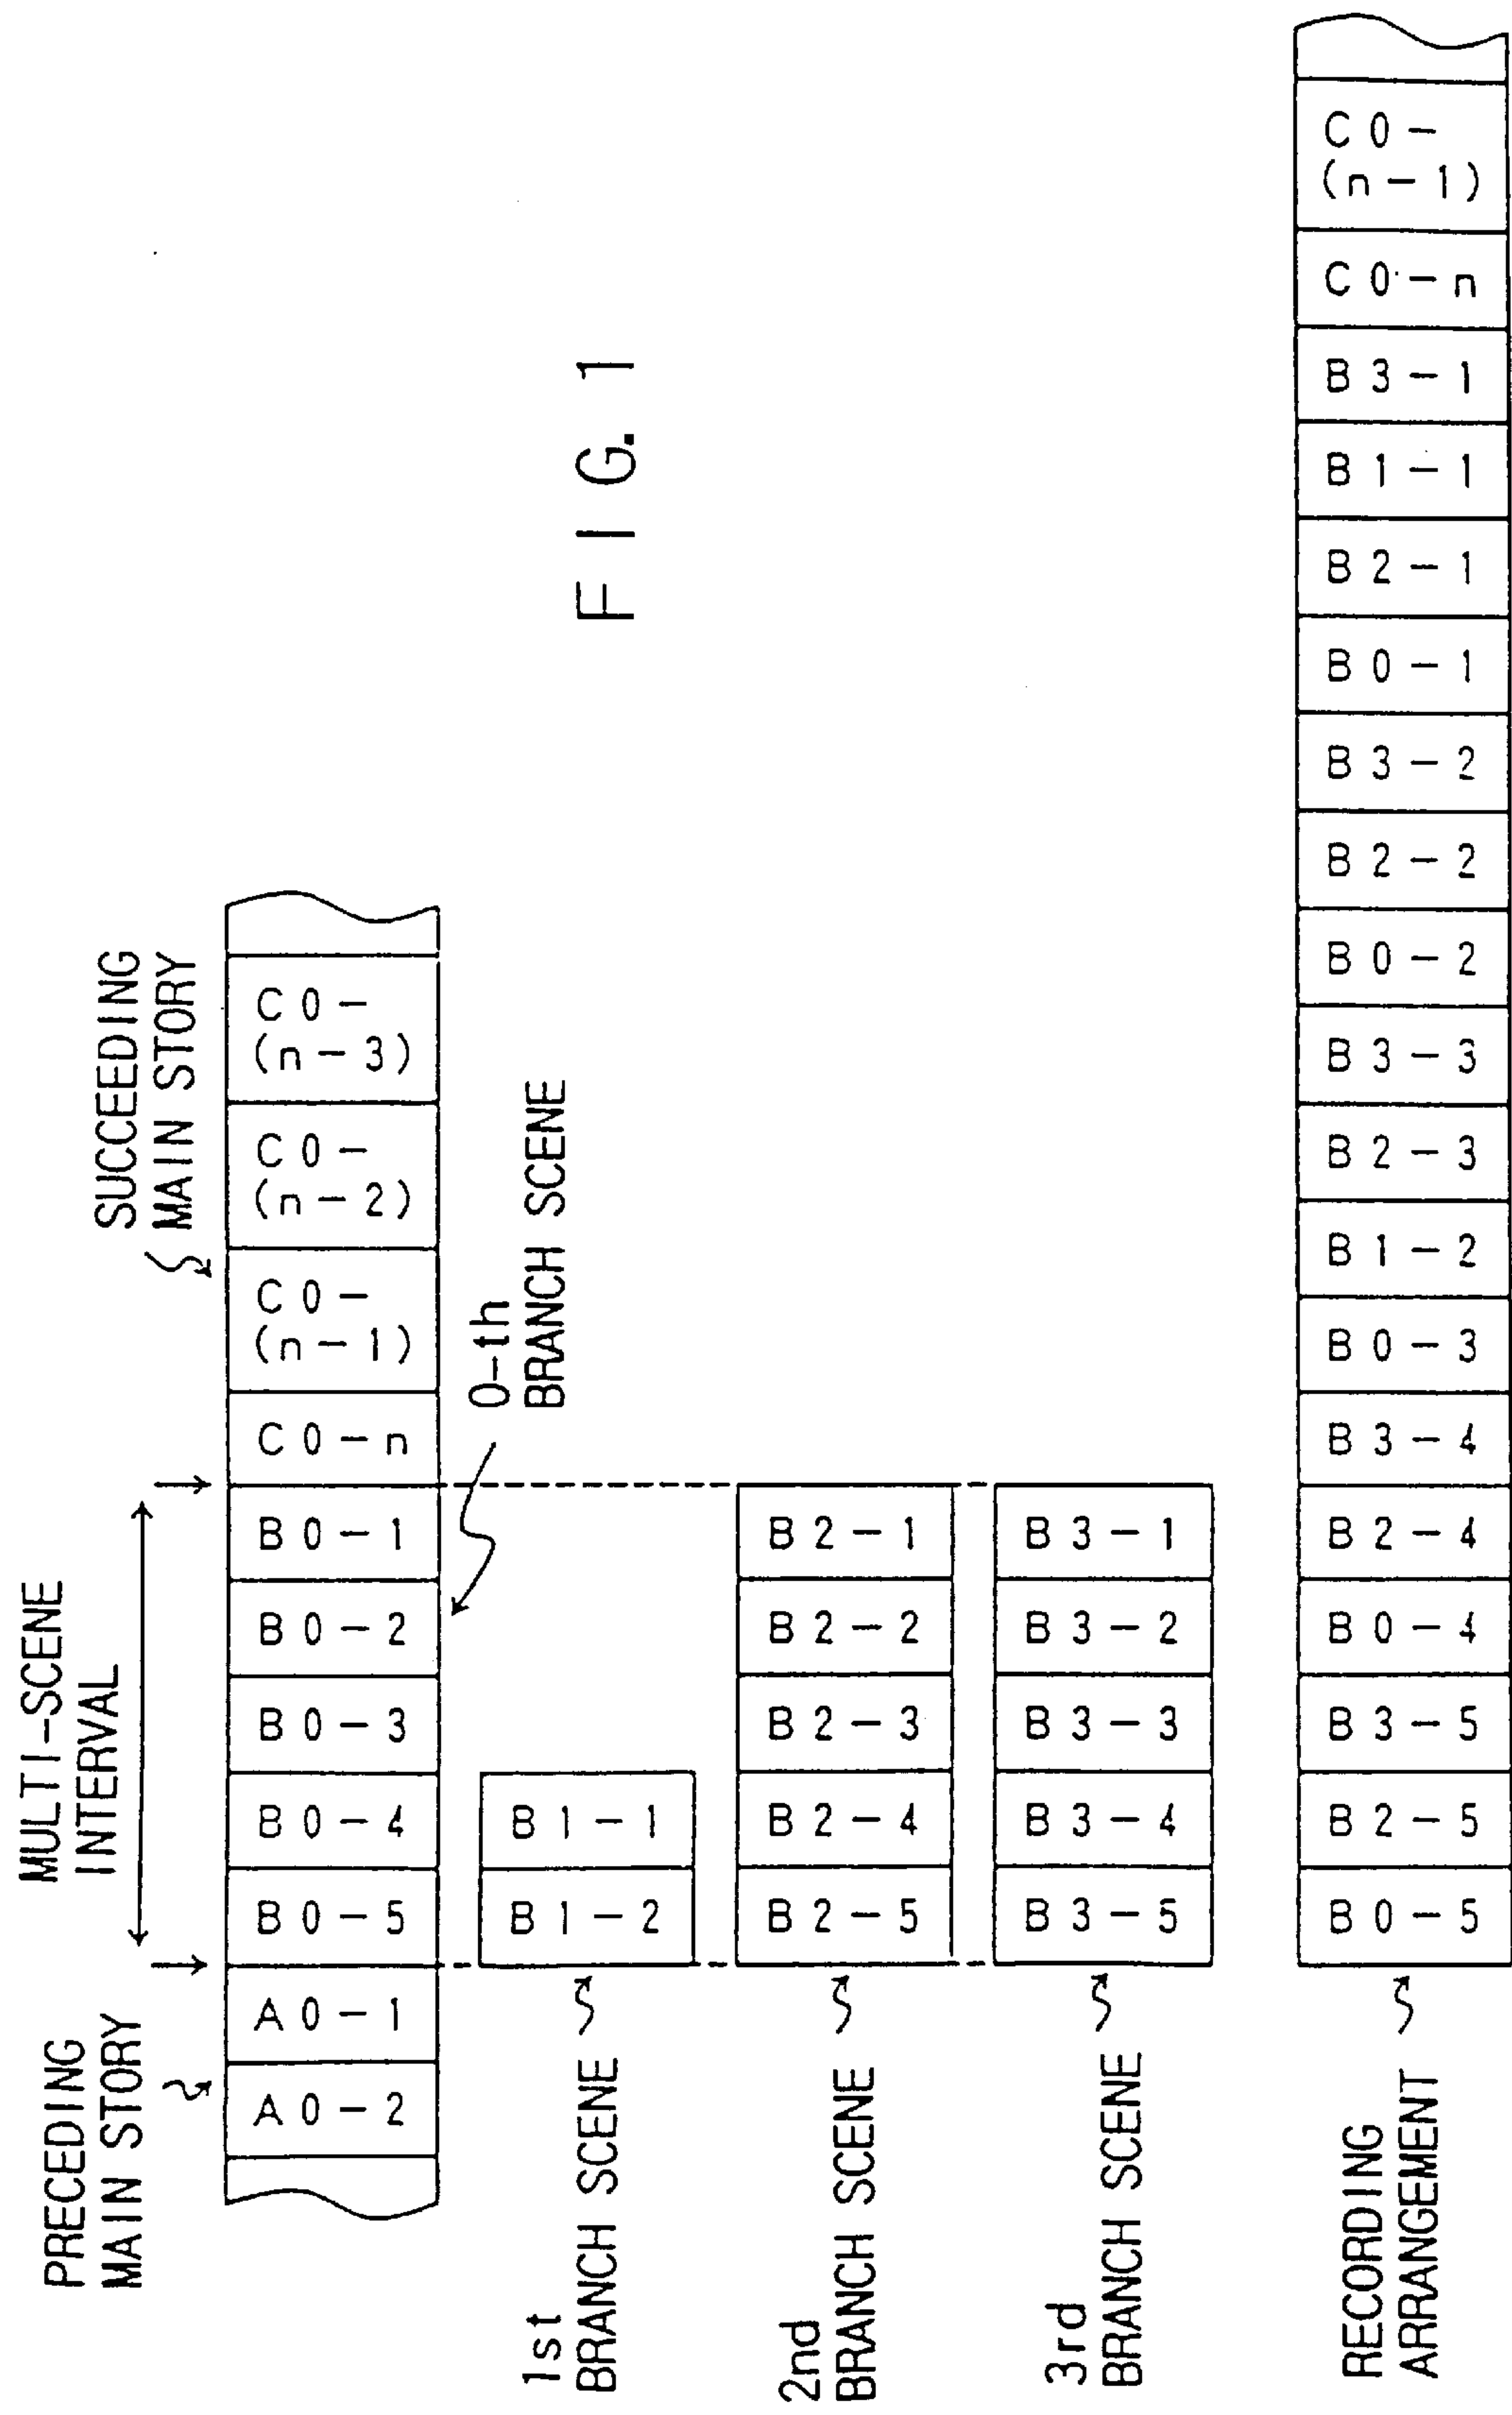 PRECEDING
MAIN STORY
MULTI-SCENE
INTERVAL
SUCCEEDING
MAIN STORY
A 0 - 2
A 0 - 1
B 0 - 5
B 0 - 4
B 0 - 3
B 0 - 2
B 0 - 1
C 0 - n
C 0 -
(n - 1)
C 0 -
(n - 2)
C 0 -
(n - 3)
0-th
BRANCH SCENE
1st
BRANCH SCENE
B 1 - 2
B 1 - 1
F I G. 1
2nd
BRANCH SCENE
B 2 - 5
B 2 - 4
B 2 - 3
B 2 - 2
B 2 - 1
3rd
BRANCH SCENE
B 3 - 5
B 3 - 4
B 3 - 3
B 3 - 2
B 3 - 1
RECORDING
ARRANGEMENT
B 0 - 5
B 2 - 5
B 3 - 5
B 0 - 4
B 2 - 4
B 3 - 4
B 0 - 3
B 1 - 2
B 2 - 3
B 3 - 3
B 0 - 2
B 2 - 2
B 3 - 2
B 0 - 1
B 2 - 1
B 1 - 1
B 3 - 1
C 0 - n
C 0 -
(n - 1)